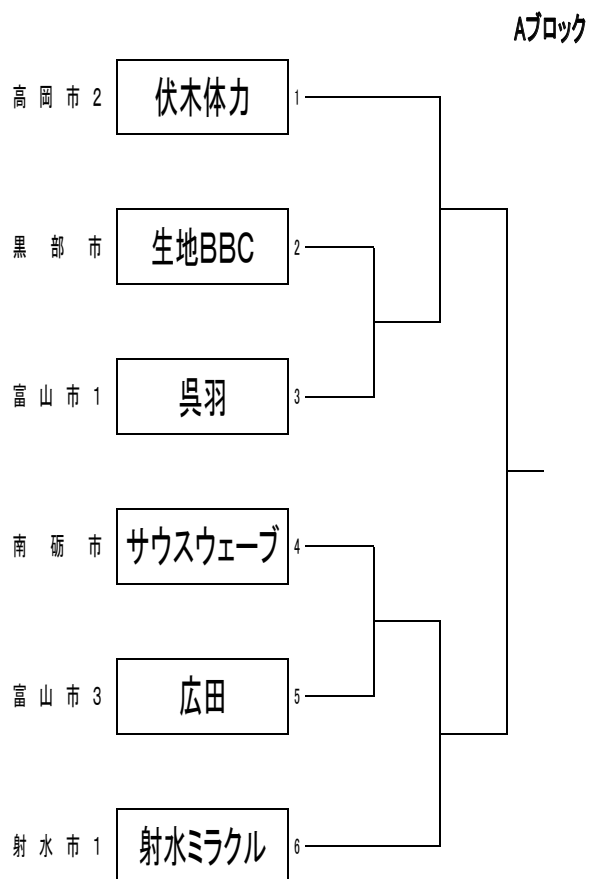 Aブロック
高岡市2 伏木体力 1
黒部市 生地BBC 2
富山市1 呉羽 3
南砺市 サウスウェーブ 4
富山市3 広田 5
射水市1 射水ミラクル 6